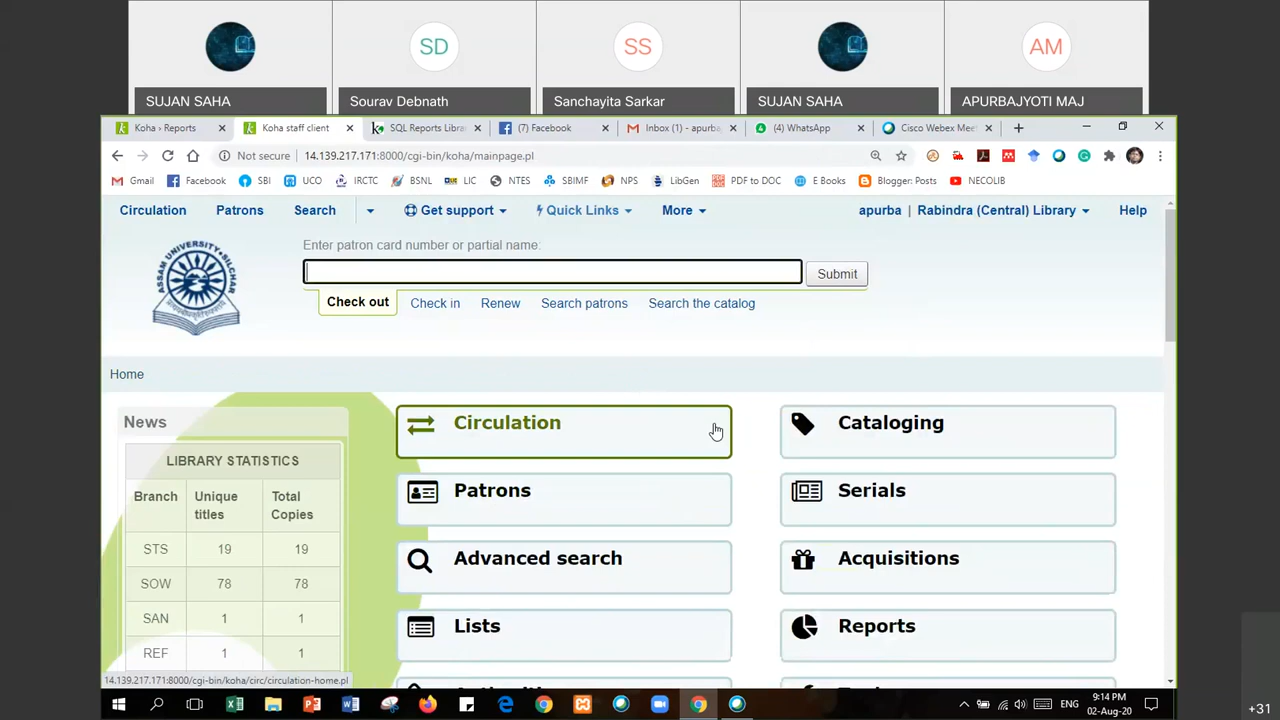 SD
SS
AM
SUJAN SAHA
Sourav Debnath
Sanchayita Sarkar
SUJAN SAHA
APURBAJYOTI MAJ
Koha › Reports
Koha staff client
SQL Reports Libra
(7) Facebook
Inbox (1) - apurba
(4) WhatsApp
Cisco Webex Mee
Not secure | 14.139.217.171:8000/cgi-bin/koha/mainpage.pl
Gmail
Facebook
SBI
UCO
IRCTC
BSNL
LIC
NTES
SBIMF
NPS
LibGen
PDF to DOC
E Books
Blogger: Posts
NECOLIB
Circulation
Patrons
Search
Get support
Quick Links
More
apurba | Rabindra (Central) Library
Help
ASSAM UNIVERSITY, SILCHAR
Enter patron card number or partial name:
Submit
Check out
Check in
Renew
Search patrons
Search the catalog
Home
News
LIBRARY STATISTICS
Branch Unique titles Total Copies
STS 19 19
SOW 78 78
SAN 1 1
REF 1 1
Circulation
Cataloging
Patrons
Serials
Advanced search
Acquisitions
Lists
Reports
14.139.217.171:8000/cgi-bin/koha/circ/circulation-home.pl
ENG
9:14 PM
02-Aug-20
+31